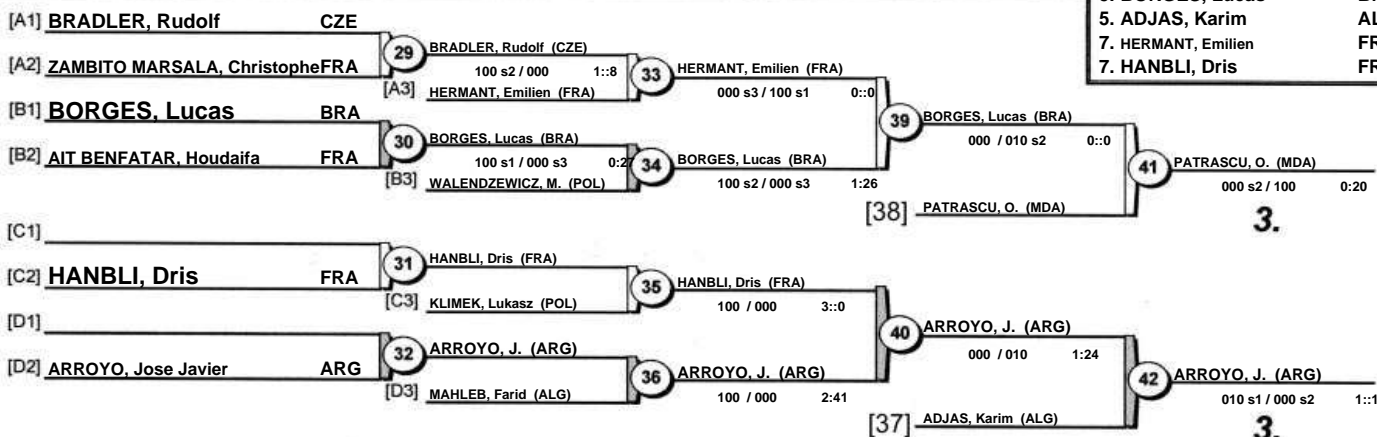 5. ADJAS, Karim
7. HERMANT, Emilien
7. HANBLI, Dris
[A1] BRADLER, Rudolf CZE
29
BRADLER, Rudolf (CZE)
[A2] ZAMBITO MARSALA, Christophe FRA
100 s2 / 000 1::8
33
HERMANT, Emilien (FRA)
[A3] HERMANT, Emilien (FRA)
000 s3 / 100 s1 0::0
[B1] BORGES, Lucas BRA
39
BORGES, Lucas (BRA)
30
BORGES, Lucas (BRA)
000 / 010 s2 0::0
[B2] AIT BENFATAR, Houdaifa FRA
100 s1 / 000 s3 0:27
34
BORGES, Lucas (BRA)
41
PATRASCU, O. (MDA)
[B3] WALENDZEWICZ, M. (POL)
100 s2 / 000 s3 1:26
000 s2 / 100 0:20
[38] PATRASCU, O. (MDA)
3.
[C1]
31
HANBLI, Dris (FRA)
[C2] HANBLI, Dris FRA
35
HANBLI, Dris (FRA)
[C3] KLIMEK, Lukasz (POL)
100 / 000 3::0
[D1]
40
ARROYO, J. (ARG)
32
ARROYO, J. (ARG)
000 / 010 1:24
[D2] ARROYO, Jose Javier ARG
36
ARROYO, J. (ARG)
42
ARROYO, J. (ARG)
[D3] MAHLEB, Farid (ALG)
100 / 000 2:41
010 s1 / 000 s2
[37] ADJAS, Karim (ALG)
3.